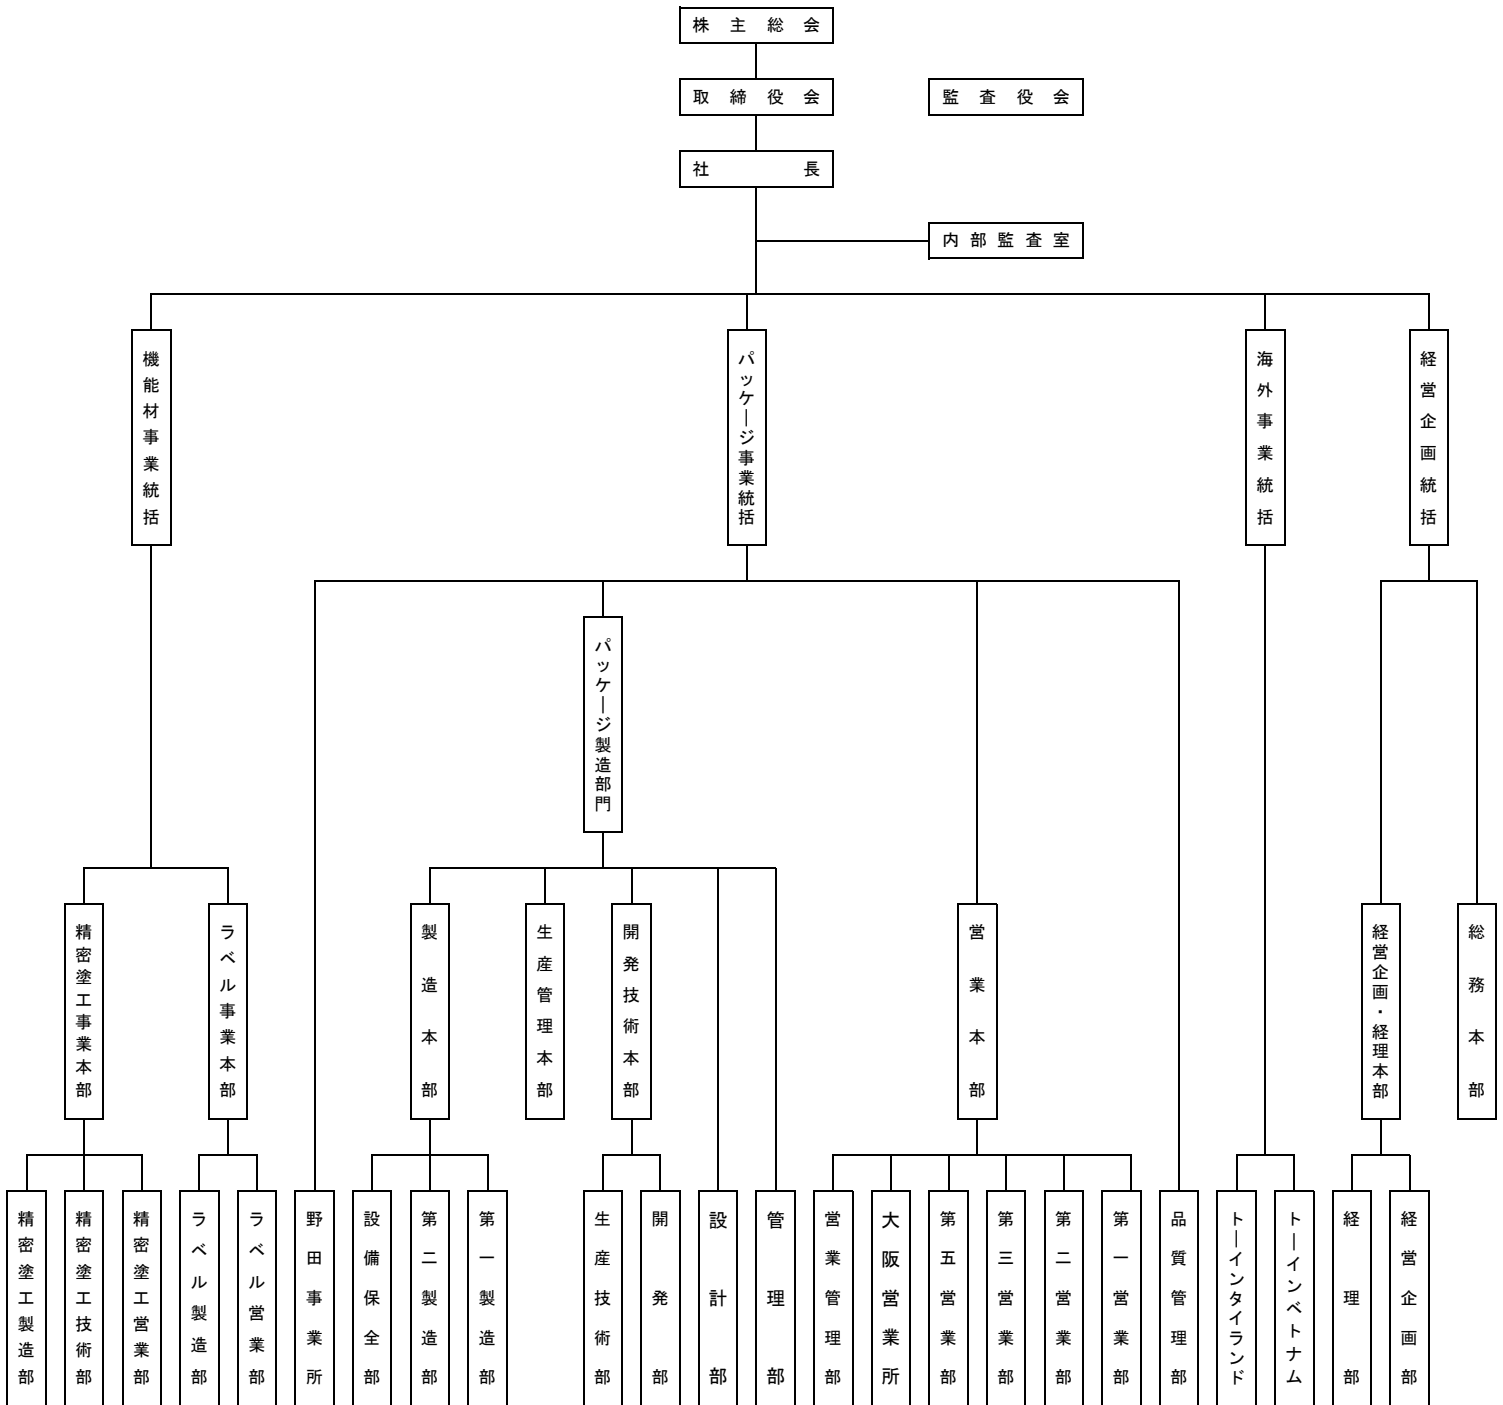 株主総会
取締役会
監査役会
社長
内部監査室
機能材事業統括
パッケージ事業統括
海外事業統括
経営企画統括
パッケージ製造部門
精密塗工事業本部
ラベル事業本部
製造本部
生産管理本部
開発技術本部
営業本部
経営企画・経理本部
総務本部
精密塗工製造部
精密塗工技術部
精密塗工営業部
ラベル製造部
ラベル営業部
野田事業所
設備保全部
第二製造部
第一製造部
生産技術部
開発部
設計部
管理部
営業管理部
大阪営業所
第五営業部
第三営業部
第二営業部
第一営業部
品質管理部
トーインタイランド
トーインベトナム
経理部
経営企画部